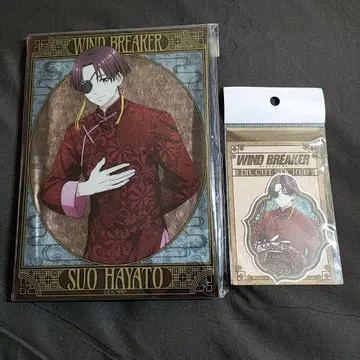 WIND BREAKER
SUO HAYATO
WIND BREAKER
DIE-CUT STICKER